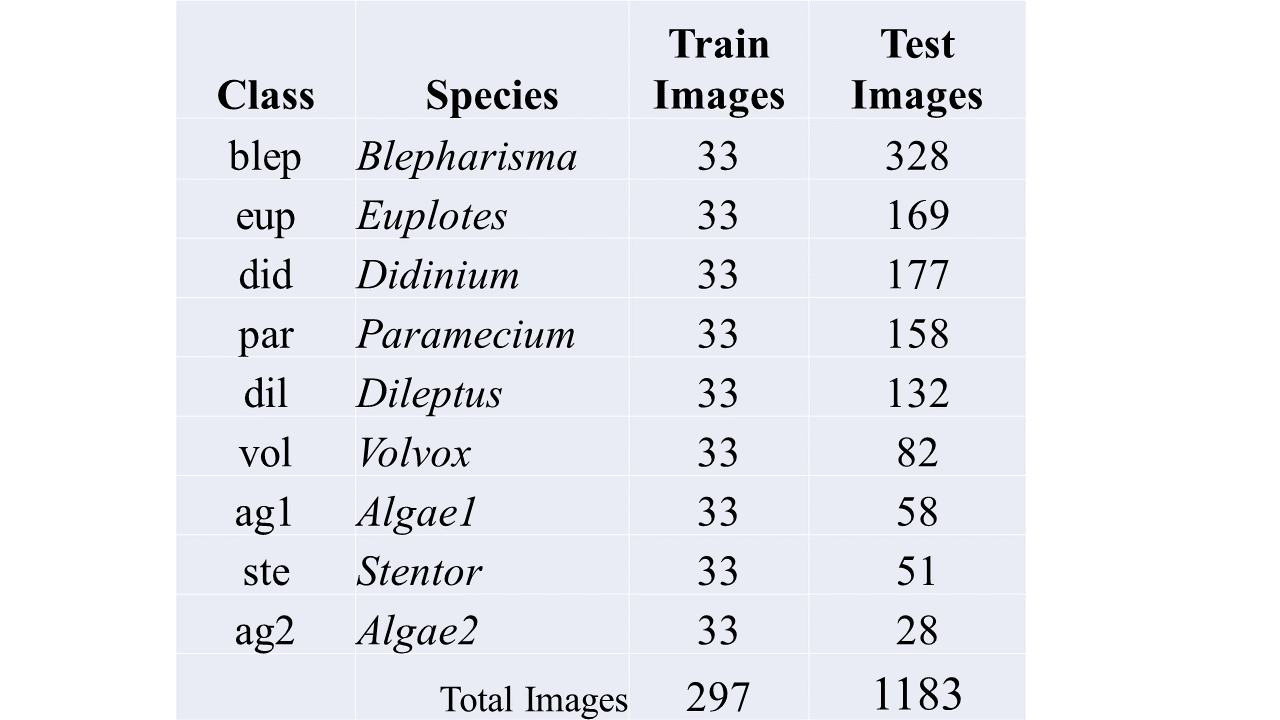 Class Species Train Images Test Images
blep Blepharisma 33 328
eup Euplotes 33 169
did Didinium 33 177
par Paramecium 33 158
dil Dileptus 33 132
vol Volvox 33 82
ag1 Algae1 33 58
ste Stentor 33 51
ag2 Algae2 33 28
Total Images 297 1183